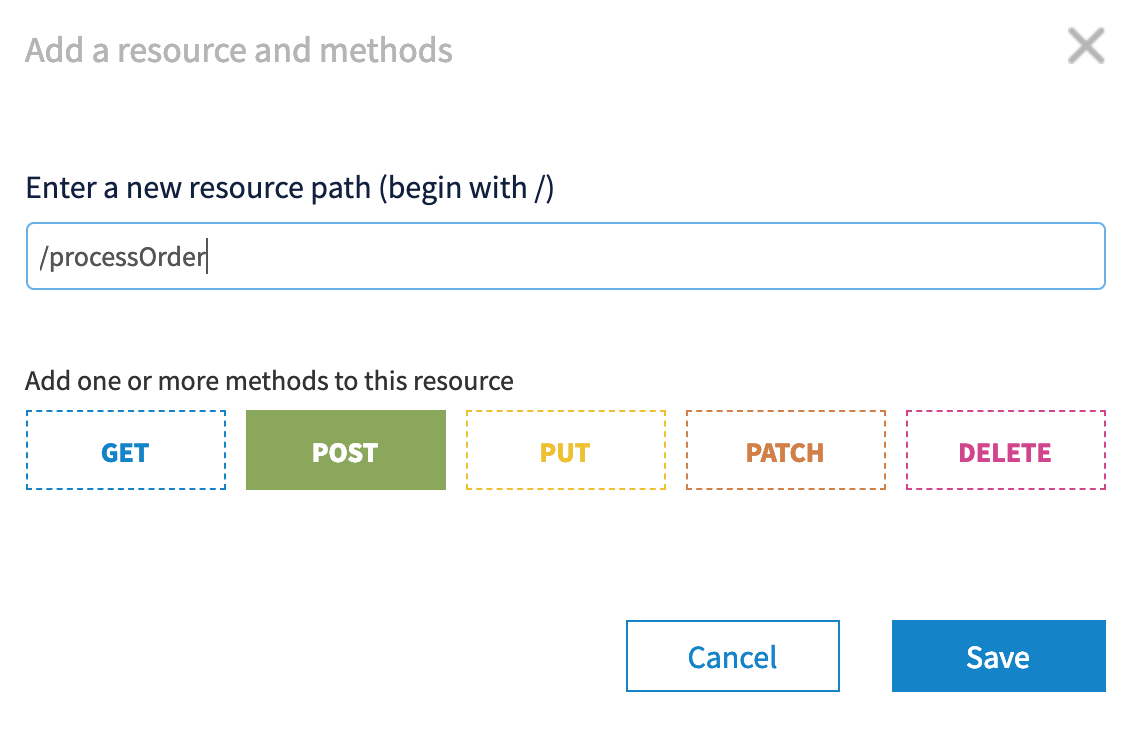 Add a resource and methods
Enter a new resource path (begin with /)
/processOrder
Add one or more methods to this resource
GET POST PUT PATCH DELETE
Cancel Save